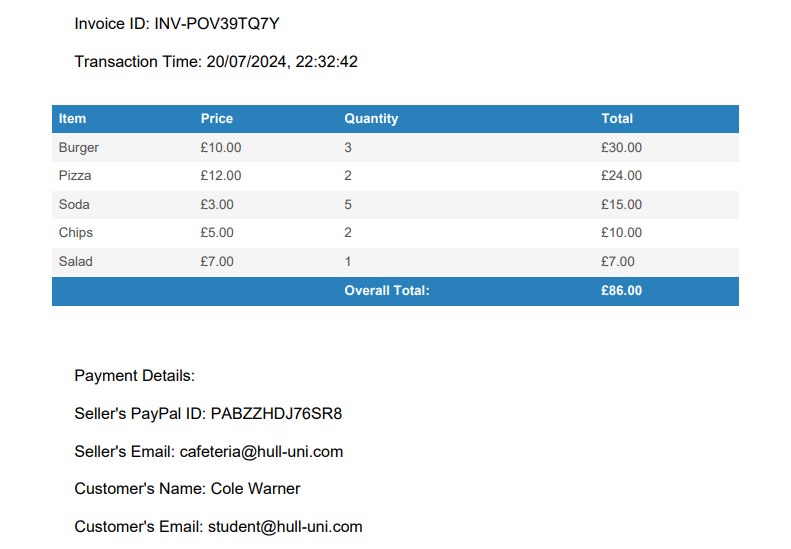 Invoice ID: INV-POV39TQ7Y
Transaction Time: 20/07/2024, 22:32:42
Item Price Quantity Total
Burger £10.00 3 £30.00
Pizza £12.00 2 £24.00
Soda £3.00 5 £15.00
Chips £5.00 2 £10.00
Salad £7.00 1 £7.00
Overall Total: £86.00
Payment Details:
Seller's PayPal ID: PABZZHDJ76SR8
Seller's Email: cafeteria@hull-uni.com
Customer's Name: Cole Warner
Customer's Email: student@hull-uni.com